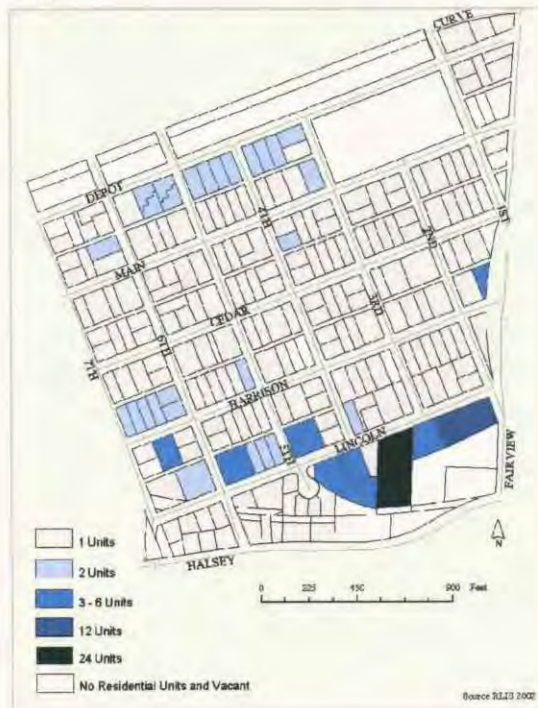 CURVE
DEPOT
4TH
1ST
MAIN
2ND
CEDAR
3RD
6TH
7TH
HARRISON
5TH
LINCOLN
FAIRVIEW
N
HALSEY
1 Units
2 Units
3 - 6 Units
12 Units
24 Units
No Residential Units and Vacant
0 225 450 900 Feet
Source RLIS 2002